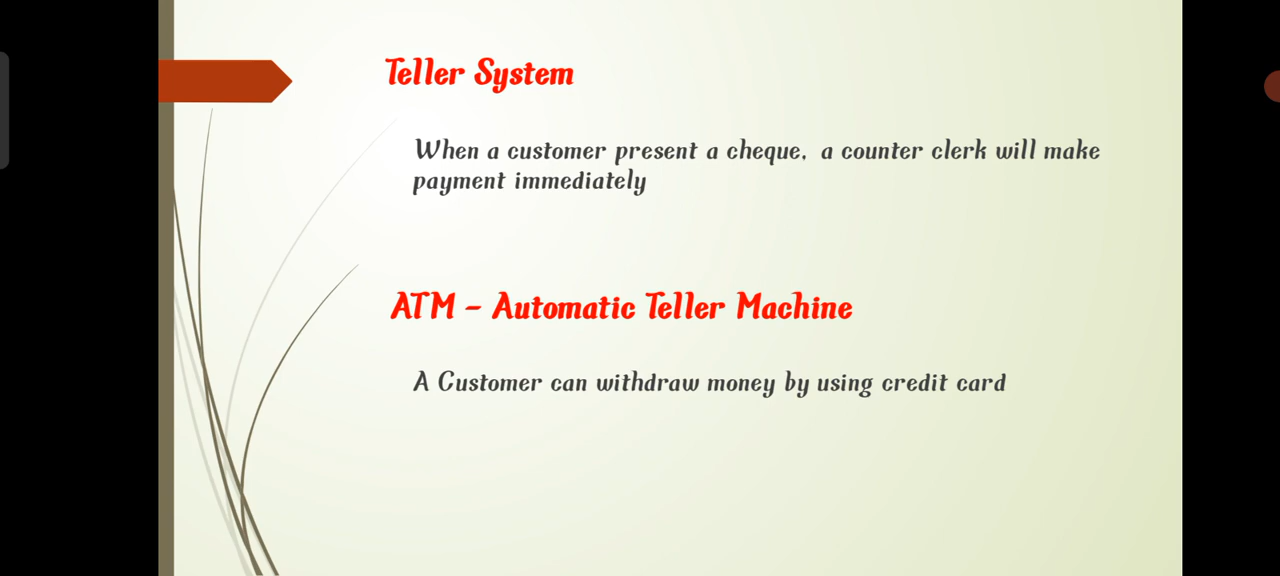 Teller System
When a customer present a cheque, a counter clerk will make
payment immediately
ATM – Automatic Teller Machine
A Customer can withdraw money by using credit card